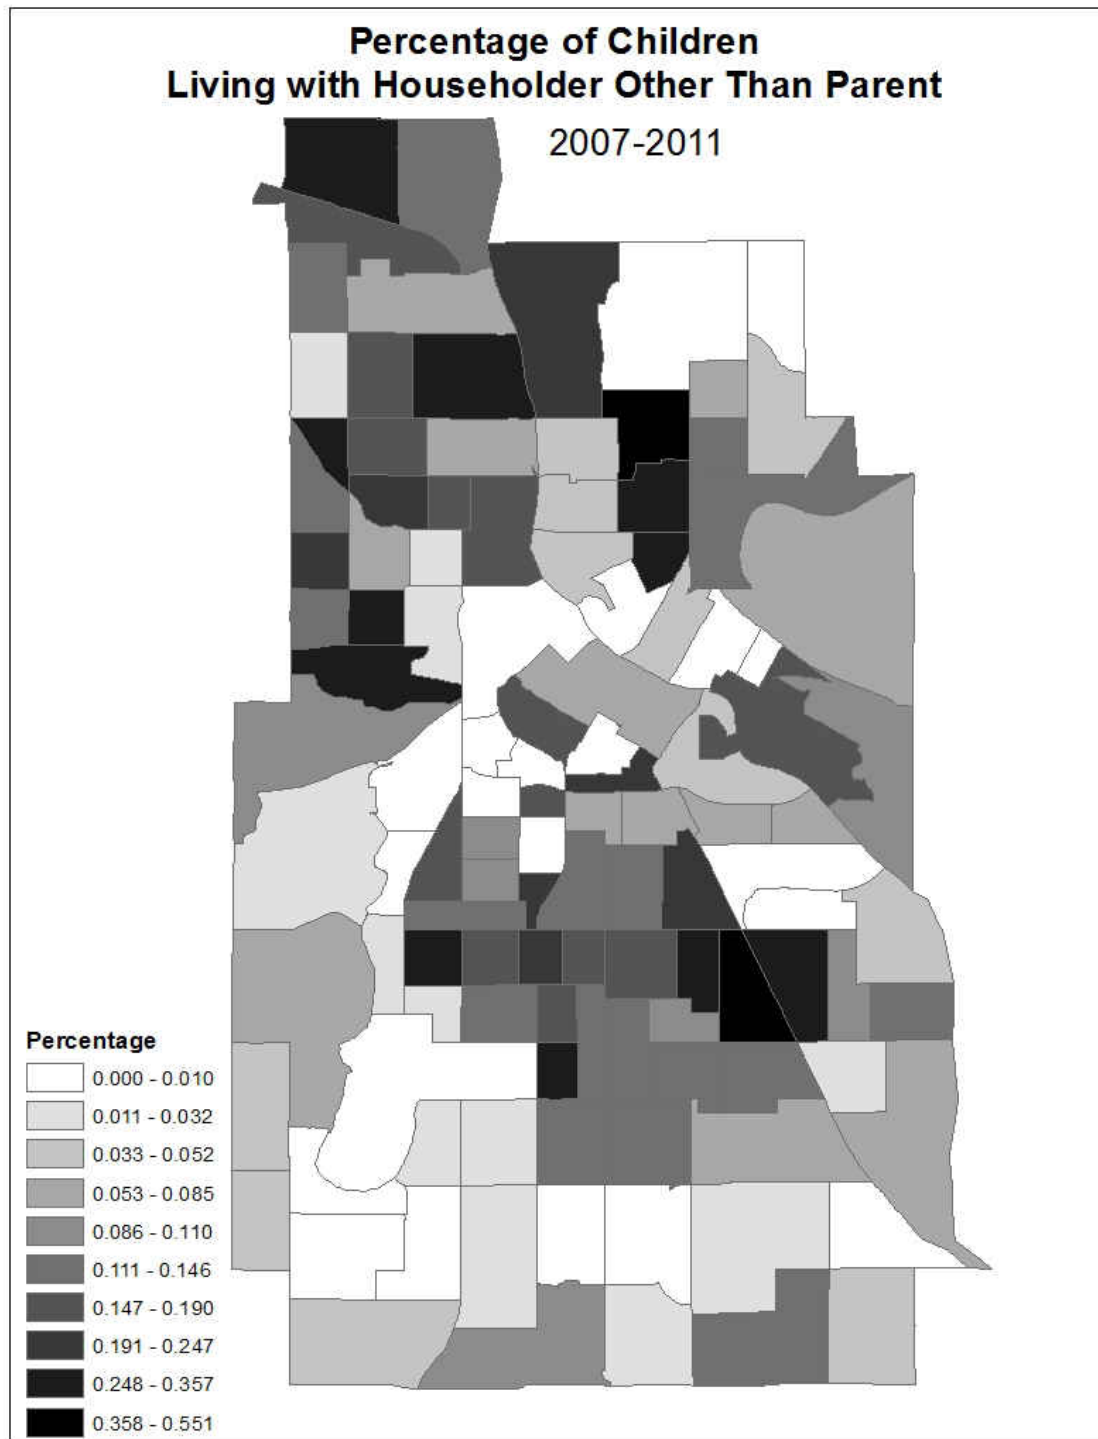 Percentage of Children
Living with Householder Other Than Parent
2007-2011
Percentage
0.000 - 0.010
0.011 - 0.032
0.033 - 0.052
0.053 - 0.085
0.086 - 0.110
0.111 - 0.146
0.147 - 0.190
0.191 - 0.247
0.248 - 0.357
0.358 - 0.551